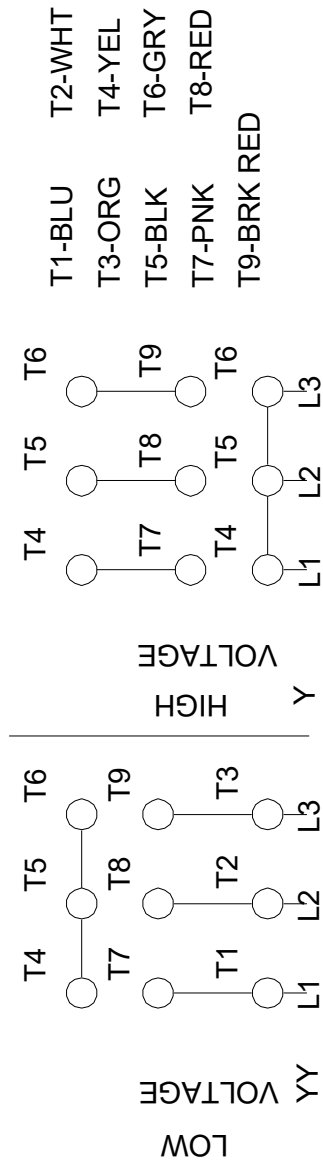 LOW
VOLTAGE
YY
T4 T5 T6
T7 T8 T9
T1 T2 T3
L1 L2 L3
HIGH
VOLTAGE
Y
T4 T5 T6
T7 T8 T9
T4 T5 T6
L1 L2 L3
T1-BLU T2-WHT
T3-ORG T4-YEL
T5-BLK T6-GRY
T7-PNK T8-RED
T9-BRK RED